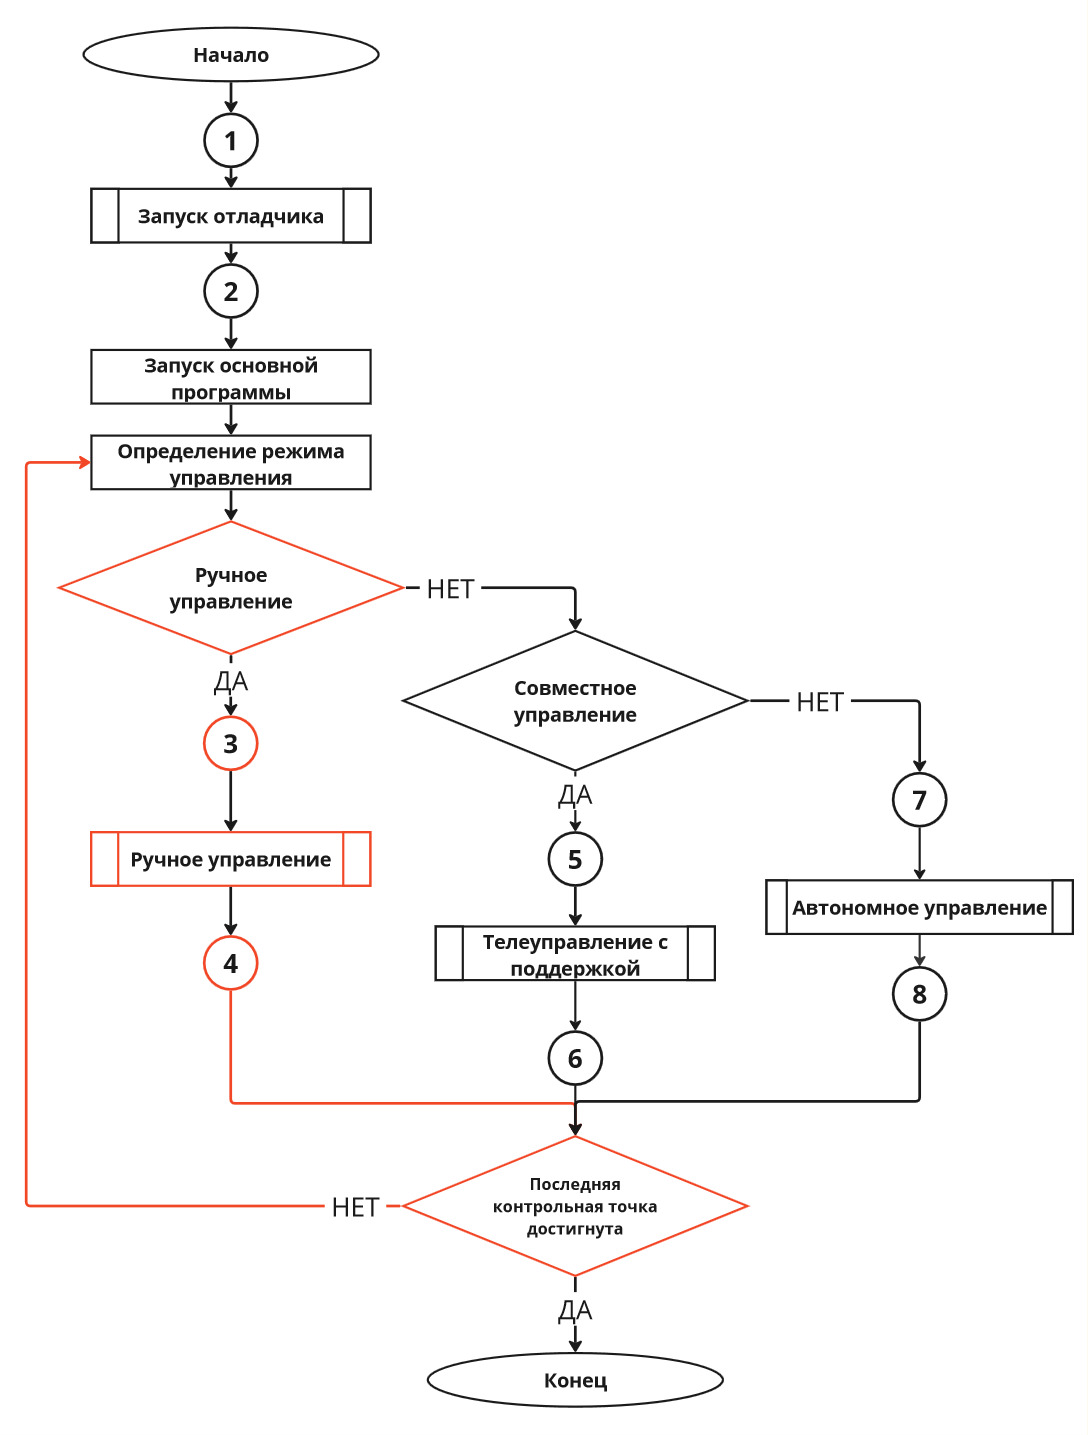 Начало
1
Запуск отладчика
2
Запуск основной
программы
Определение режима
управления
Ручное
управление
НЕТ
ДА
Совместное
управление
НЕТ
3
ДА
7
Ручное управление
5
Автономное управление
4
Телеуправление с
поддержкой
8
6
Последняя
контрольная точка
достигнута
НЕТ
ДА
Конец